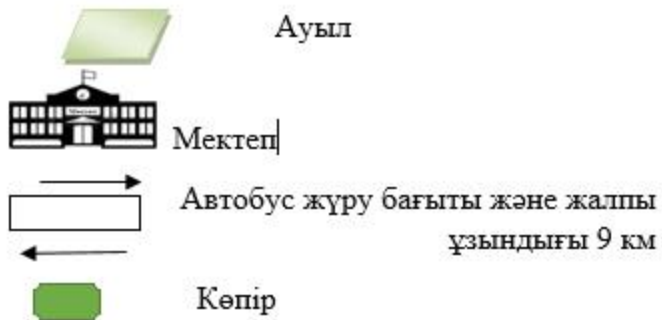 Ауыл
Мектеп
Автобус жүру бағыты және жалпы
ұзындығы 9 км
Көпір